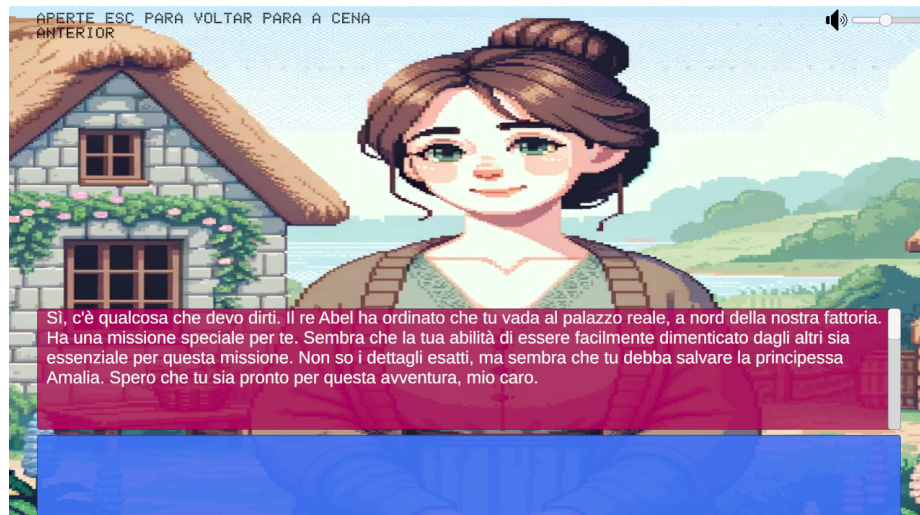 APERTE ESC PARA VOLTAR PARA A CENA
ANTERIOR
Sì, c'è qualcosa che devo dirti. Il re Abel ha ordinato che tu vada al palazzo reale, a nord della nostra fattoria.
Ha una missione speciale per te. Sembra che la tua abilità di essere facilmente dimenticato dagli altri sia
essenziale per questa missione. Non so i dettagli esatti, ma sembra che tu debba salvare la principessa
Amalia. Spero che tu sia pronto per questa avventura, mio caro.